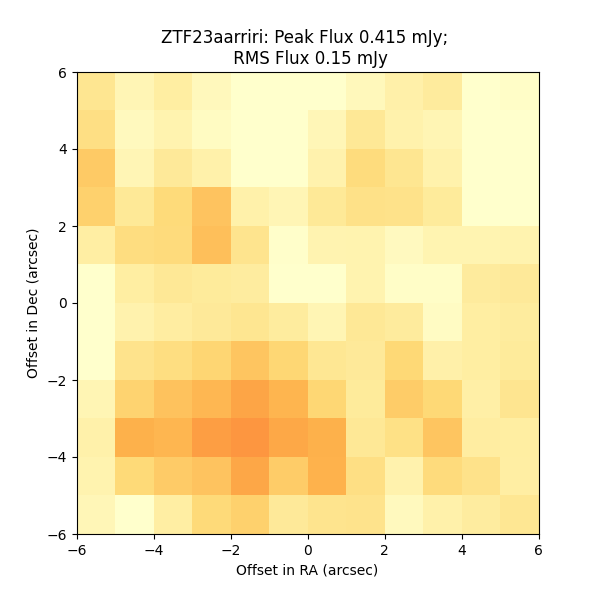 ZTF23aarriri: Peak Flux 0.415 mJy;
RMS Flux 0.15 mJy
6
4
2
0
−2
−4
−6
Offset in Dec (arcsec)
−6 −4 −2 0 2 4 6
Offset in RA (arcsec)